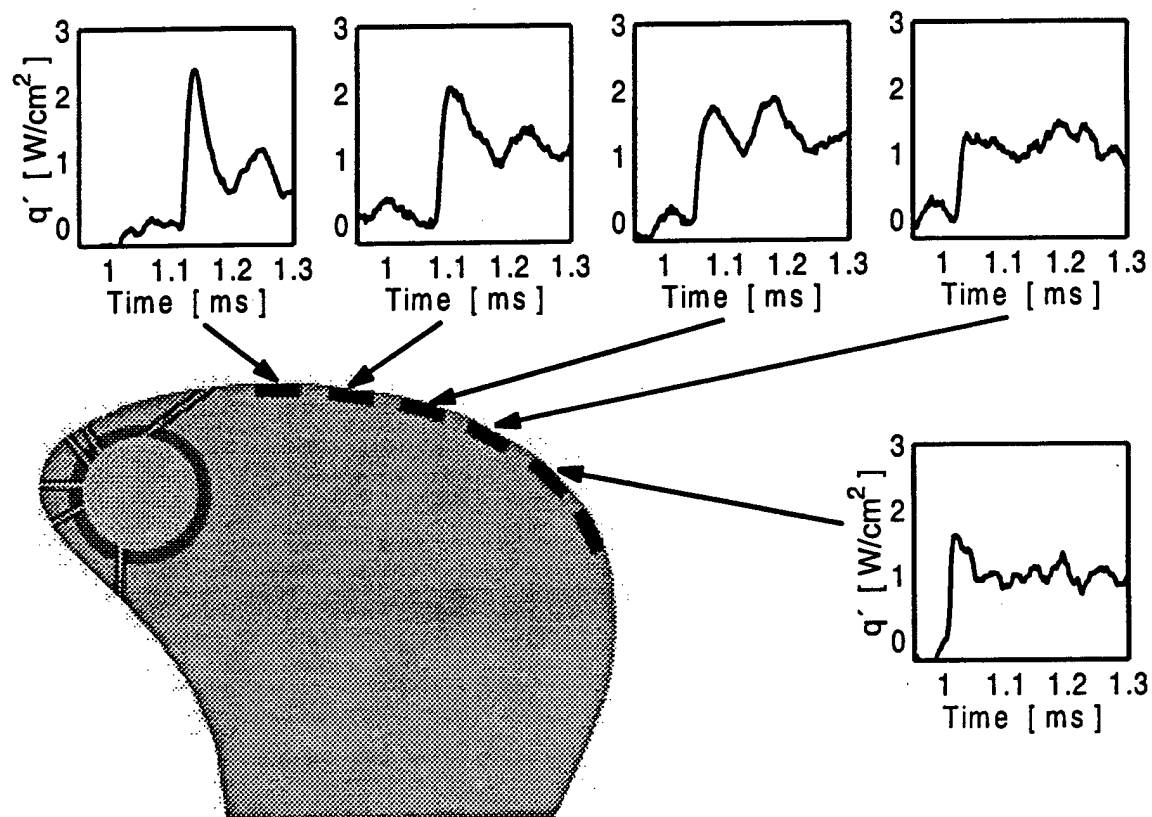 3 3 3 3
2 2 2 2
1 1 1 1
0 0 0 0
q´ [ W/cm²]
1 1.1 1.2 1.3 1 1.1 1.2 1.3 1 1.1 1.2 1.3 1 1.1 1.2 1.3
Time [ ms ] Time [ ms ] Time [ ms ] Time [ ms ]
3
2
1
0
q´ [ W/cm²]
1 1.1 1.2 1.3
Time [ ms ]